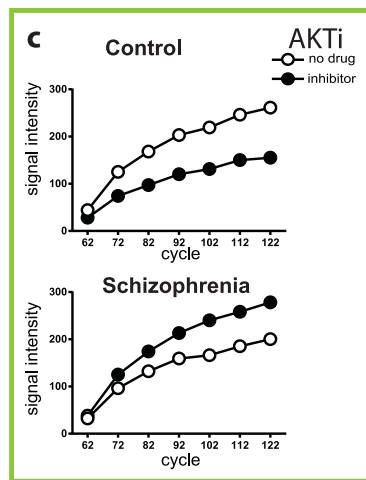 c
Control
AKTi
no drug
inhibitor
signal intensity
300
200
100
0
62 72 82 92 102 112 122
cycle
Schizophrenia
signal intensity
300
200
100
0
62 72 82 92 102 112 122
cycle